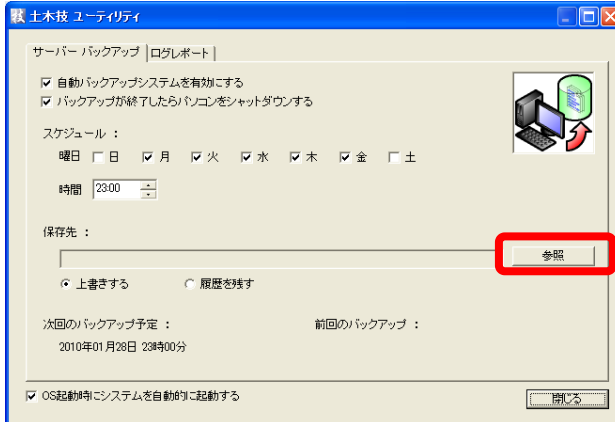 土木技 ユーティリティ
サーバー バックアップ ログレポート
自動バックアップシステムを有効にする
バックアップが終了したらパソコンをシャットダウンする
スケジュール :
曜日 日 月 火 水 木 金 土
時間 23:00
保存先 :
参照
上書きする 履歴を残す
次回のバックアップ予定 : 前回のバックアップ :
2010年01月28日 23時00分
OS起動時にシステムを自動的に起動する 閉じる